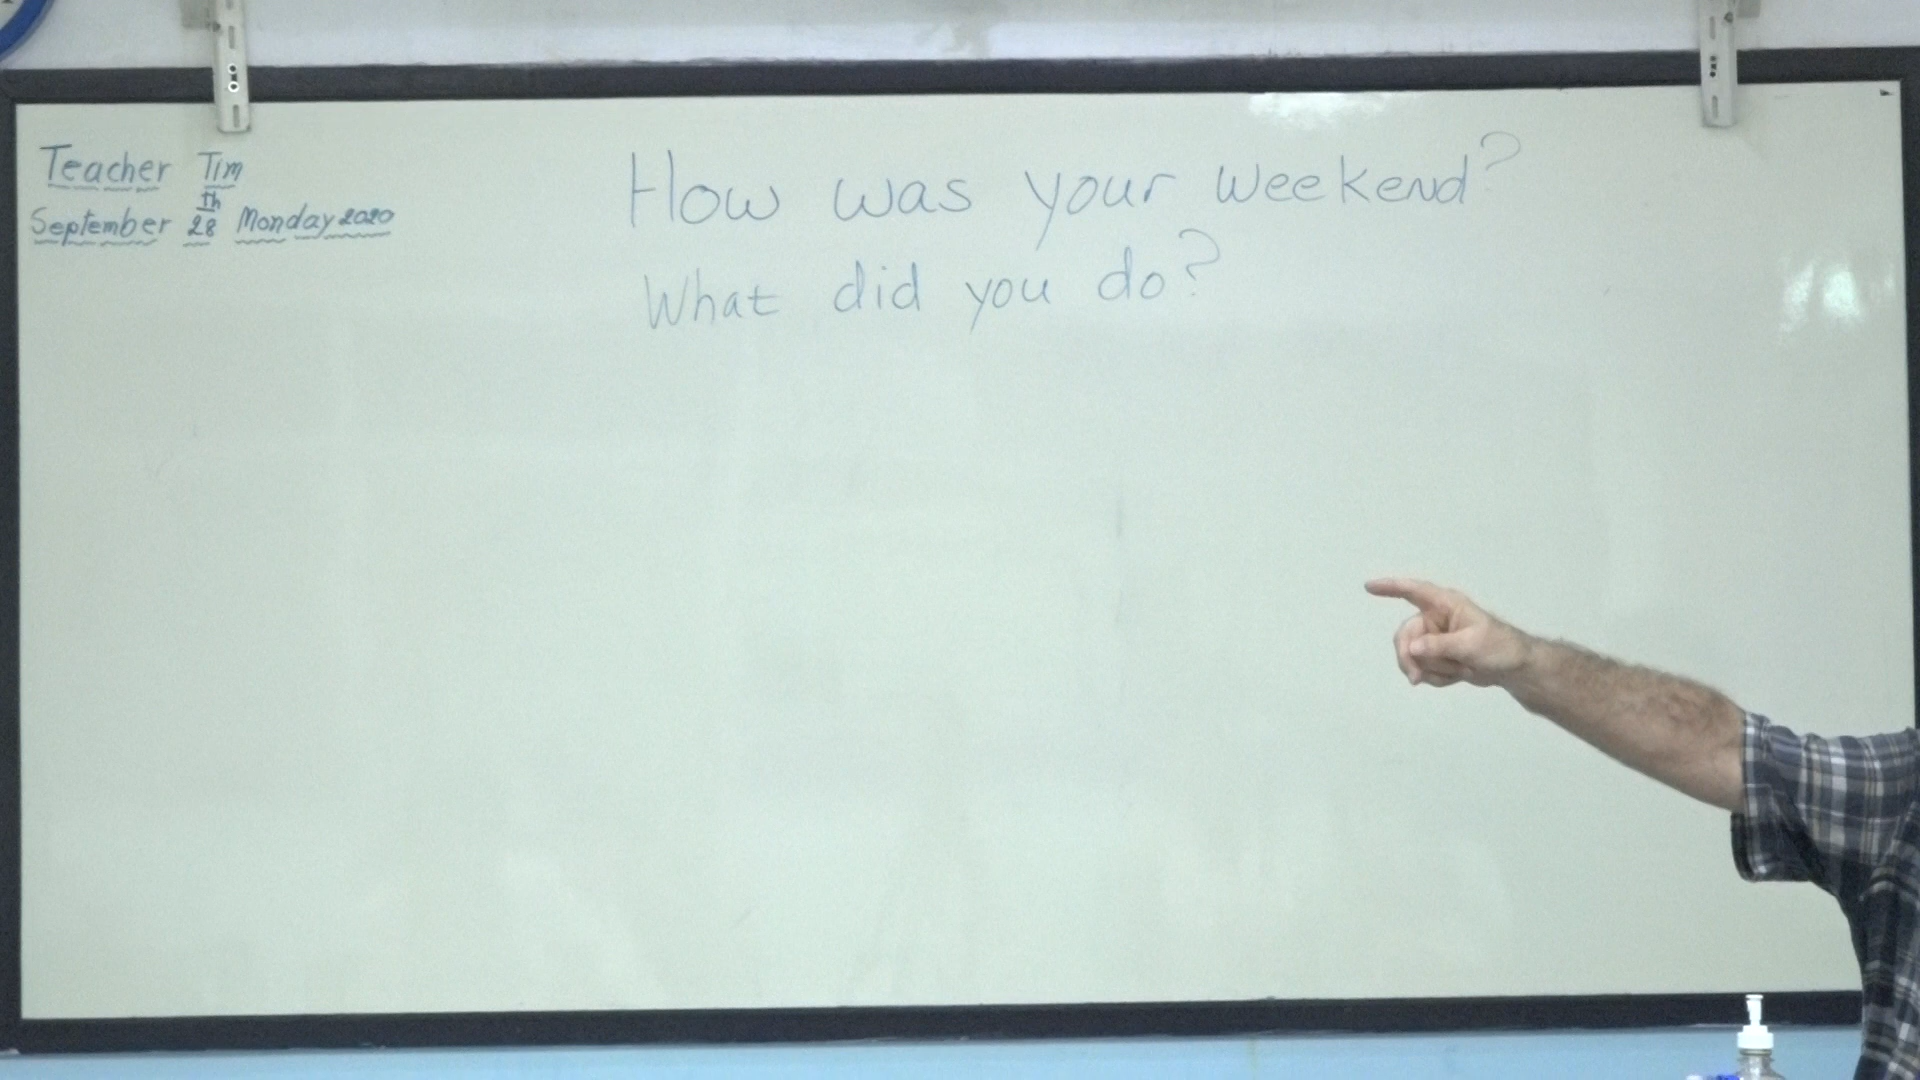 Teacher Tim
September 28th Monday 2020
How was your weekend?
What did you do?